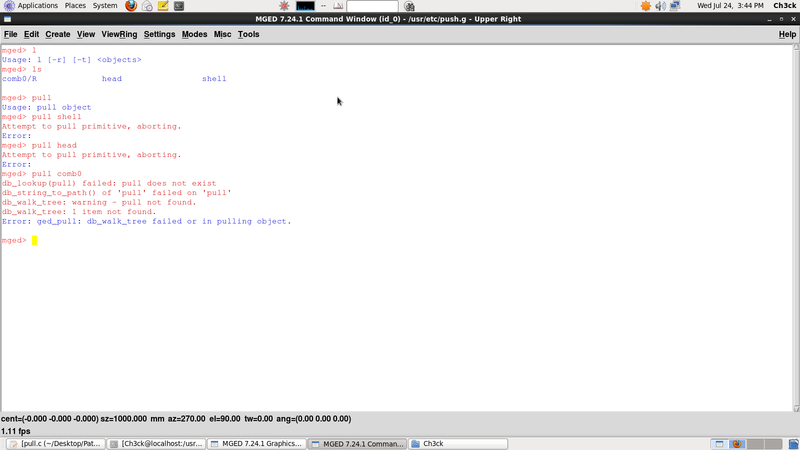 Applications Places System Wed Jul 24, 3:44 PM Ch3ck
MGED 7.24.1 Command Window (id_0) - /usr/etc/push.g - Upper Right
File Edit Create View ViewRing Settings Modes Misc Tools Help
mged> l
Usage: l [-r] [-t] <objects>
mged> ls
comb0/R head shell
mged> pull
Usage: pull object
mged> pull shell
Attempt to pull primitive, aborting.
Error:
mged> pull head
Attempt to pull primitive, aborting.
Error:
mged> pull comb0
db_lookup(pull) failed: pull does not exist
db_string_to_path() of 'pull' failed on 'pull'
db_walk_tree: warning - pull not found.
db_walk_tree: 1 item not found.
Error: ged_pull: db_walk_tree failed or in pulling object.
mged>
cent=(-0.000 -0.000 -0.000) sz=1000.000 mm az=270.00 el=90.00 tw=0.00 ang=(0.00 0.00 0.00)
1.11 fps
[pull.c (~/Desktop/Pat... [Ch3ck@localhost:/usr... MGED 7.24.1 Graphics... MGED 7.24.1 Comman... Ch3ck